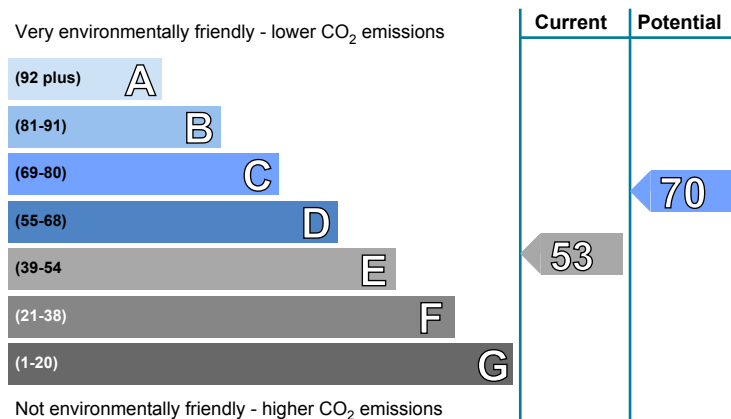 Current Potential
Very environmentally friendly - lower CO₂ emissions
(92 plus) A
(81-91) B
(69-80) C
70
(55-68) D
(39-54 E
53
(21-38) F
(1-20) G
Not environmentally friendly - higher CO₂ emissions